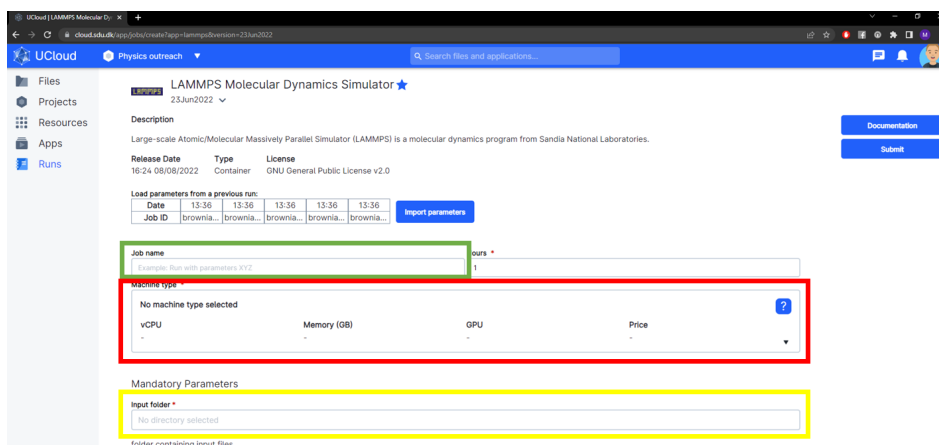 UCloud | LAMMPS Molecular Dy
cloud.sdu.dk/app/jobs/create?app=lammps&version=23Jun2022
UCloud
Physics outreach
Search files and applications...
Files
Projects
Resources
Apps
Runs
LAMMPS
LAMMPS Molecular Dynamics Simulator
23Jun2022
Description
Large-scale Atomic/Molecular Massively Parallel Simulator (LAMMPS) is a molecular dynamics program from Sandia National Laboratories.
Release Date Type License
16:24 08/08/2022 Container GNU General Public License v2.0
Documentation
Submit
Load parameters from a previous run:
Date 13:36 13:36 13:36 13:36 13:36
Job ID brownia... brownia... brownia... brownia... brownia...
Import parameters
Job name ours *
Example: Run with parameters XYZ 1
Machine type *
No machine type selected ?
vCPU Memory (GB) GPU Price
- - - -
Mandatory Parameters
Input folder *
No directory selected
folder containing input files